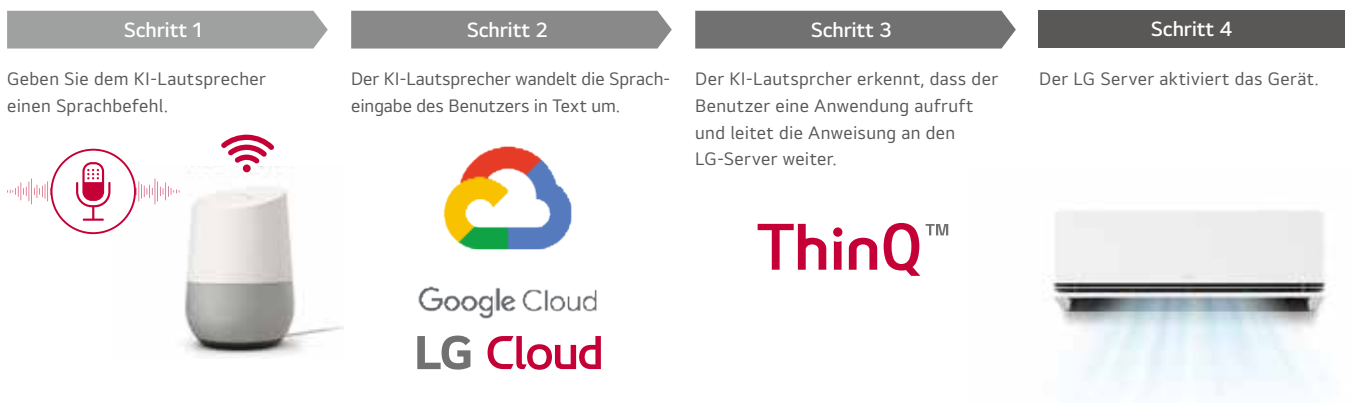 Schritt 1
Geben Sie dem KI-Lautsprecher
einen Sprachbefehl.
Schritt 2
Der KI-Lautsprecher wandelt die Sprach-
eingabe des Benutzers in Text um.
Google Cloud
LG Cloud
Schritt 3
Der KI-Lautsprcher erkennt, dass der
Benutzer eine Anwendung aufruft
und leitet die Anweisung an den
LG-Server weiter.
ThinQ™
Schritt 4
Der LG Server aktiviert das Gerät.